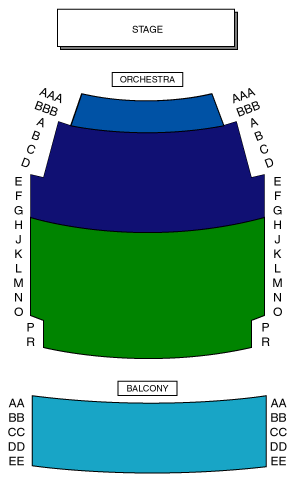 STAGE
ORCHESTRA
AAA AAA
BBB BBB
A A
B B
C C
D D
E E
F F
G G
H H
J J
K K
L L
M M
N N
O O
P P
R R
BALCONY
AA AA
BB BB
CC CC
DD DD
EE EE